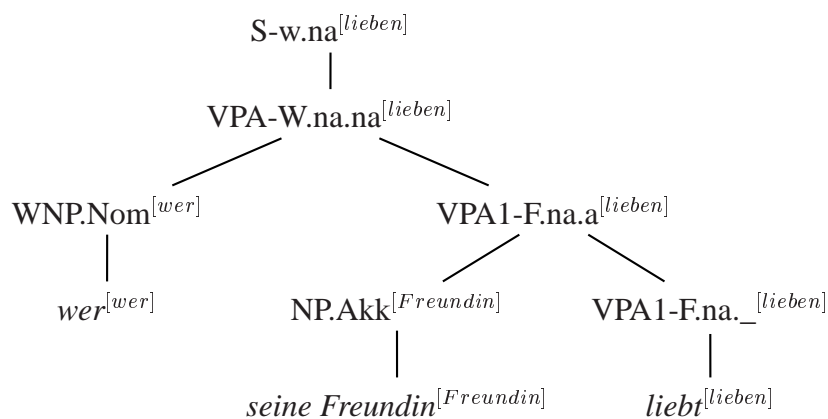 S-w.na[lieben]
VPA-W.na.na[lieben]
WNP.Nom[wer] VPA1-F.na.a[lieben]
wer[wer] NP.Akk[Freundin] VPA1-F.na._[lieben]
seine Freundin[Freundin] liebt[lieben]